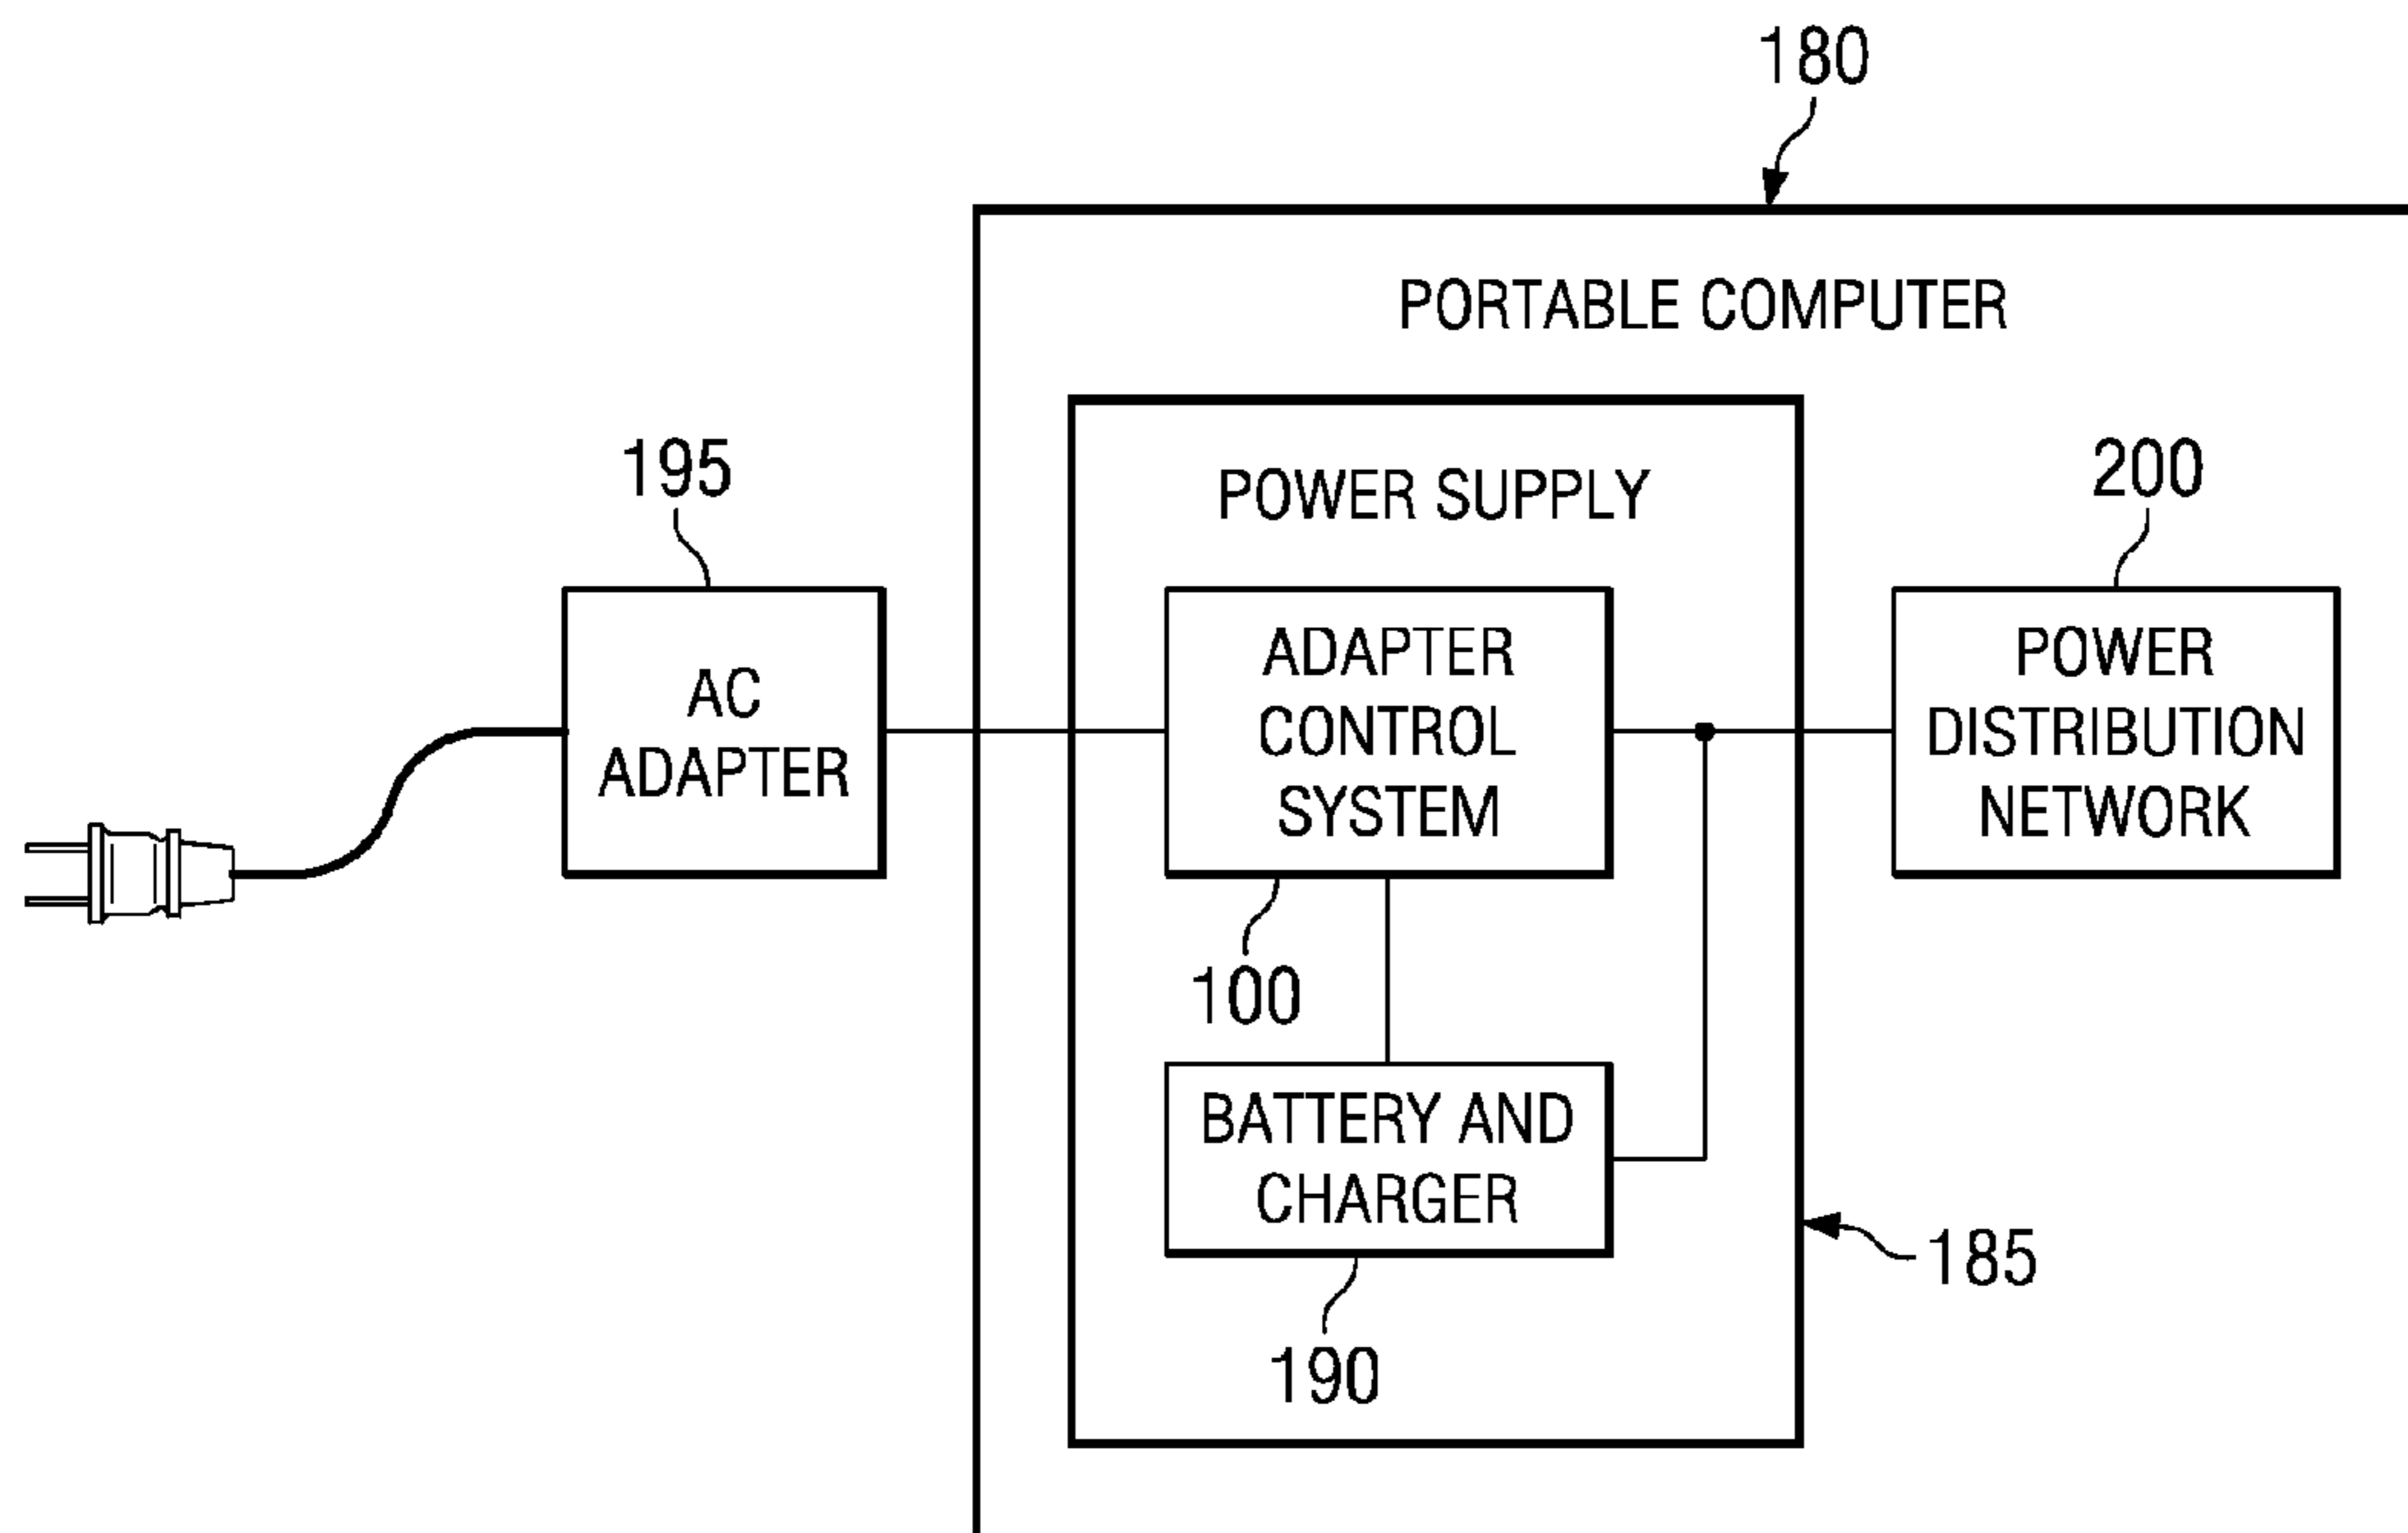 180
PORTABLE COMPUTER
195
POWER SUPPLY
200
AC
ADAPTER
ADAPTER
CONTROL
SYSTEM
POWER
DISTRIBUTION
NETWORK
100
BATTERY AND
CHARGER
185
190